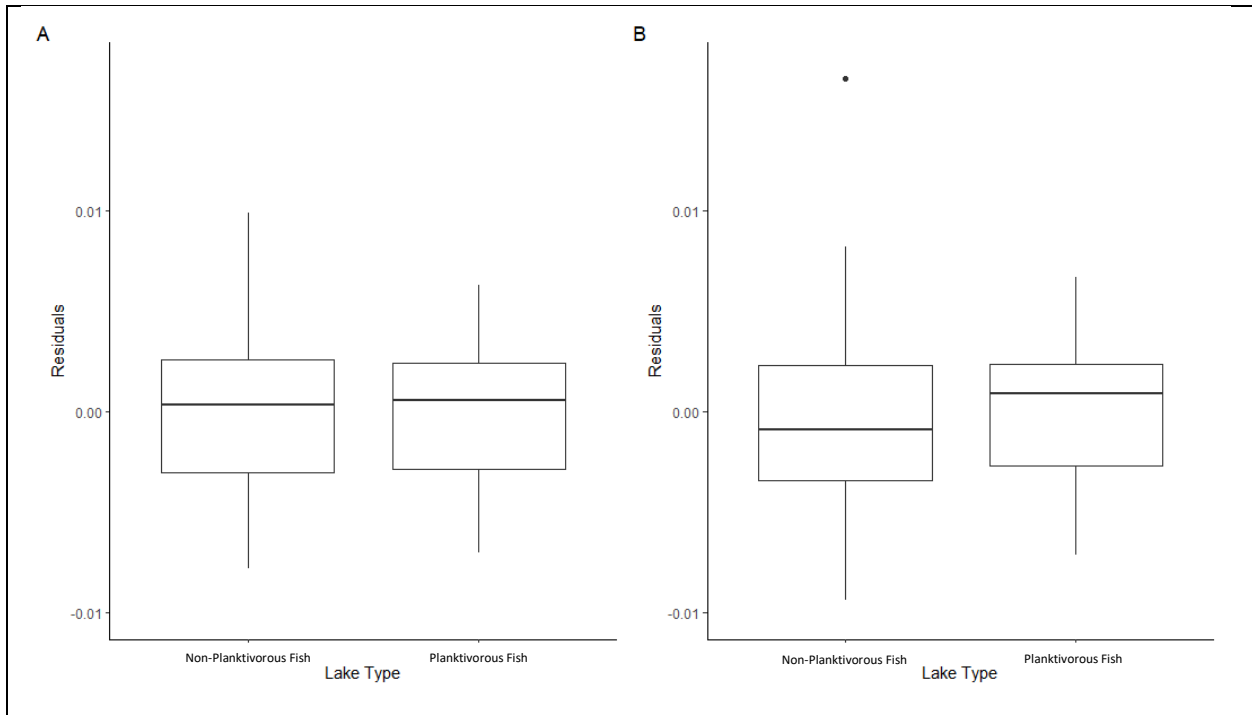 A
Residuals
0.01
0.00
-0.01
Non-Planktivorous Fish
Planktivorous Fish
Lake Type
B
Residuals
0.01
0.00
-0.01
Non-Planktivorous Fish
Planktivorous Fish
Lake Type